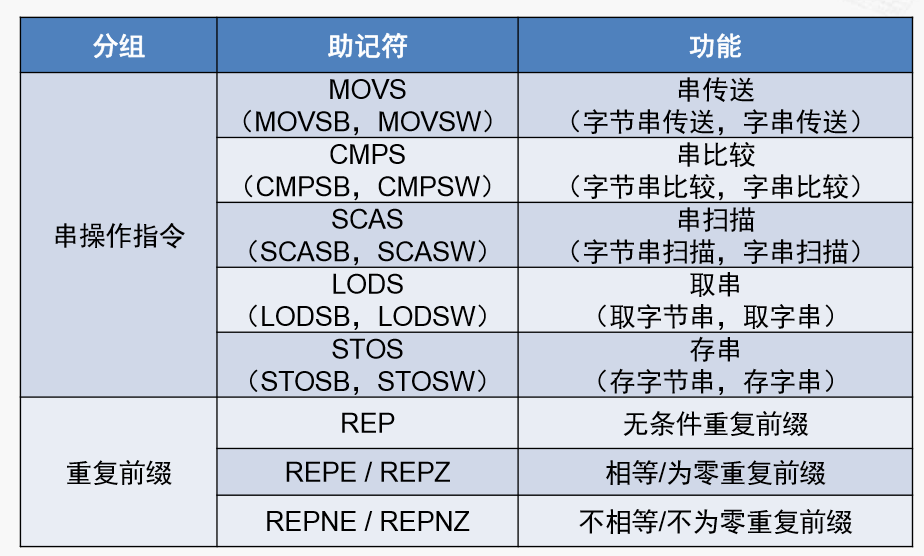 分组 助记符 功能
串操作指令
MOVS 串传送
（MOVSB，MOVSW） （字节串传送，字串传送）
CMPS 串比较
（CMPSB，CMPSW） （字节串比较，字串比较）
SCAS 串扫描
（SCASB，SCASW） （字节串扫描，字串扫描）
LODS 取串
（LODSB，LODSW） （取字节串，取字串）
STOS 存串
（STOSB，STOSW） （存字节串，存字串）
重复前缀
REP 无条件重复前缀
REPE / REPZ 相等/为零重复前缀
REPNE / REPNZ 不相等/不为零重复前缀